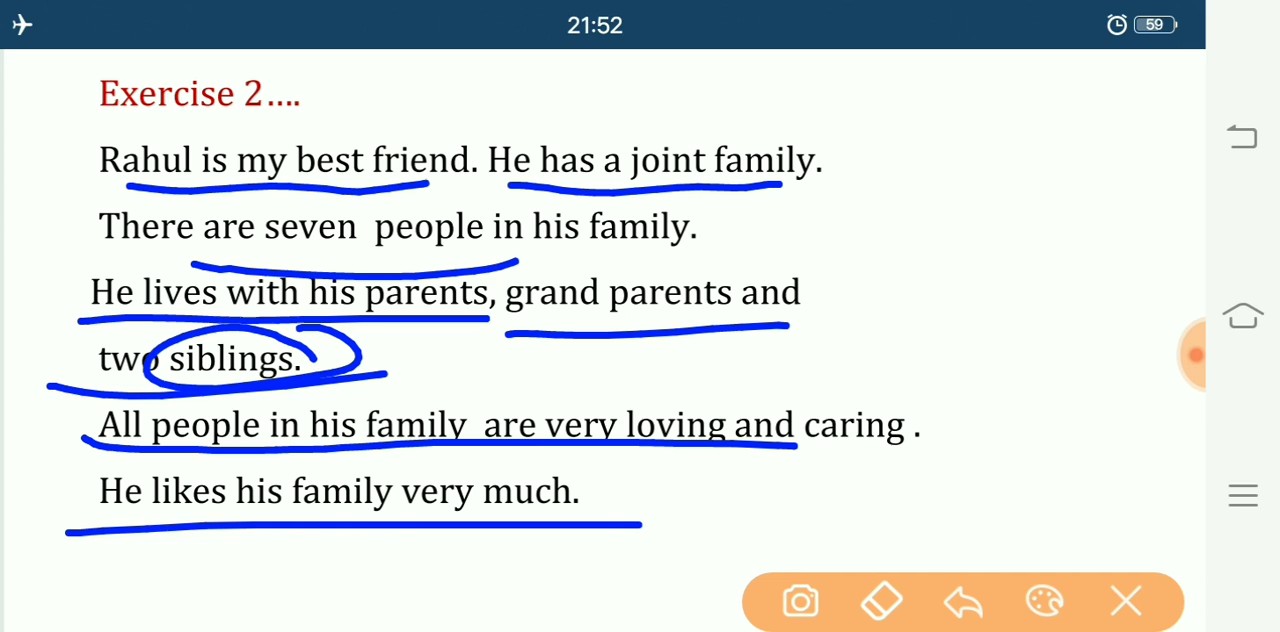 21:52
59
Exercise 2....
Rahul is my best friend. He has a joint family.
There are seven people in his family.
He lives with his parents, grand parents and
two siblings.
All people in his family are very loving and caring .
He likes his family very much.